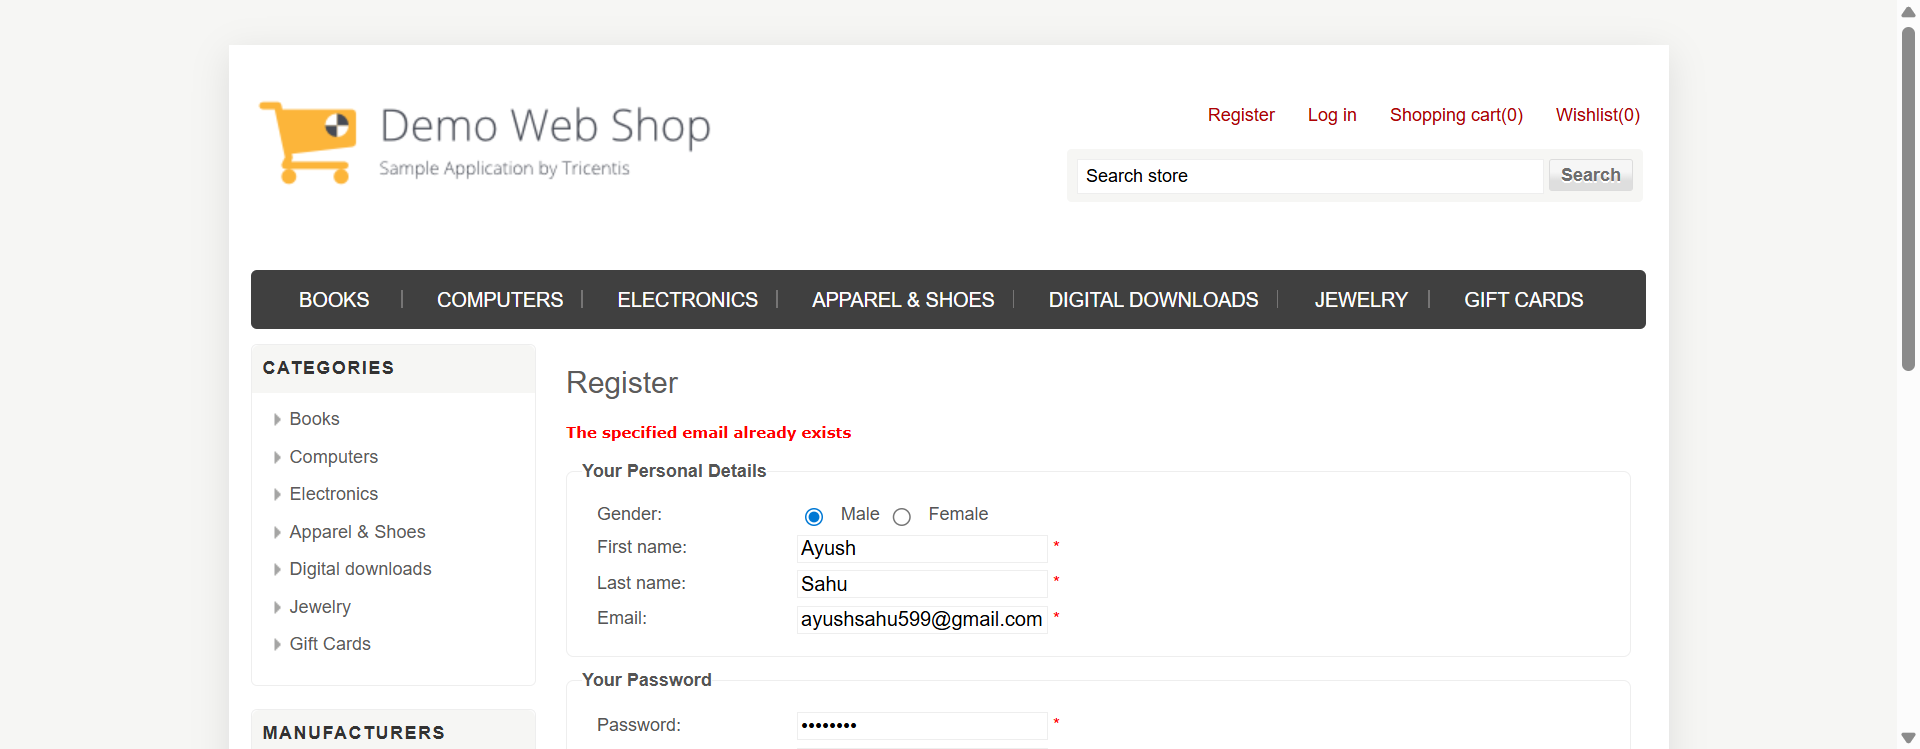 Demo Web Shop
Sample Application by Tricentis
Register Log in Shopping cart(0) Wishlist(0)
Search store Search
BOOKS COMPUTERS ELECTRONICS APPAREL & SHOES DIGITAL DOWNLOADS JEWELRY GIFT CARDS
CATEGORIES
Books
Computers
Electronics
Apparel & Shoes
Digital downloads
Jewelry
Gift Cards
MANUFACTURERS
Register
The specified email already exists
Your Personal Details
Gender: Male Female
First name: Ayush *
Last name: Sahu *
Email: ayushsahu599@gmail.com *
Your Password
Password: •••••••• *